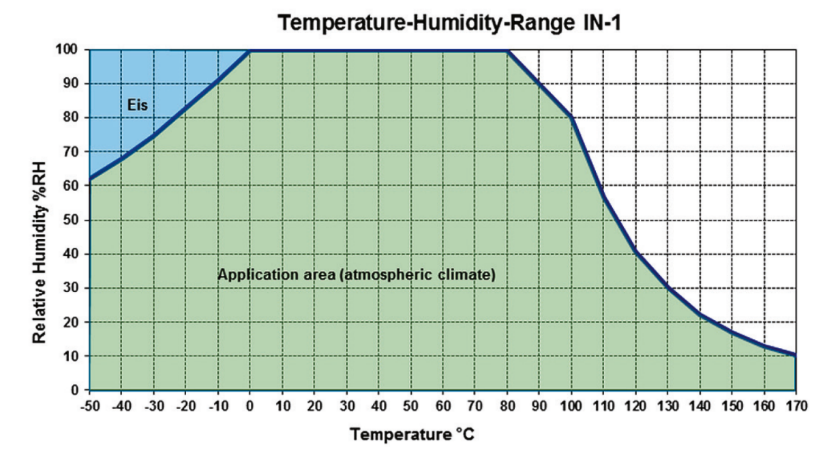 Temperature-Humidity-Range IN-1
Relative Humidity %RH
100
90
80
70
60
50
40
30
20
10
0
Eis
Application area (atmospheric climate)
-50 -40 -30 -20 -10 0 10 20 30 40 50 60 70 80 90 100 110 120 130 140 150 160 170
Temperature °C